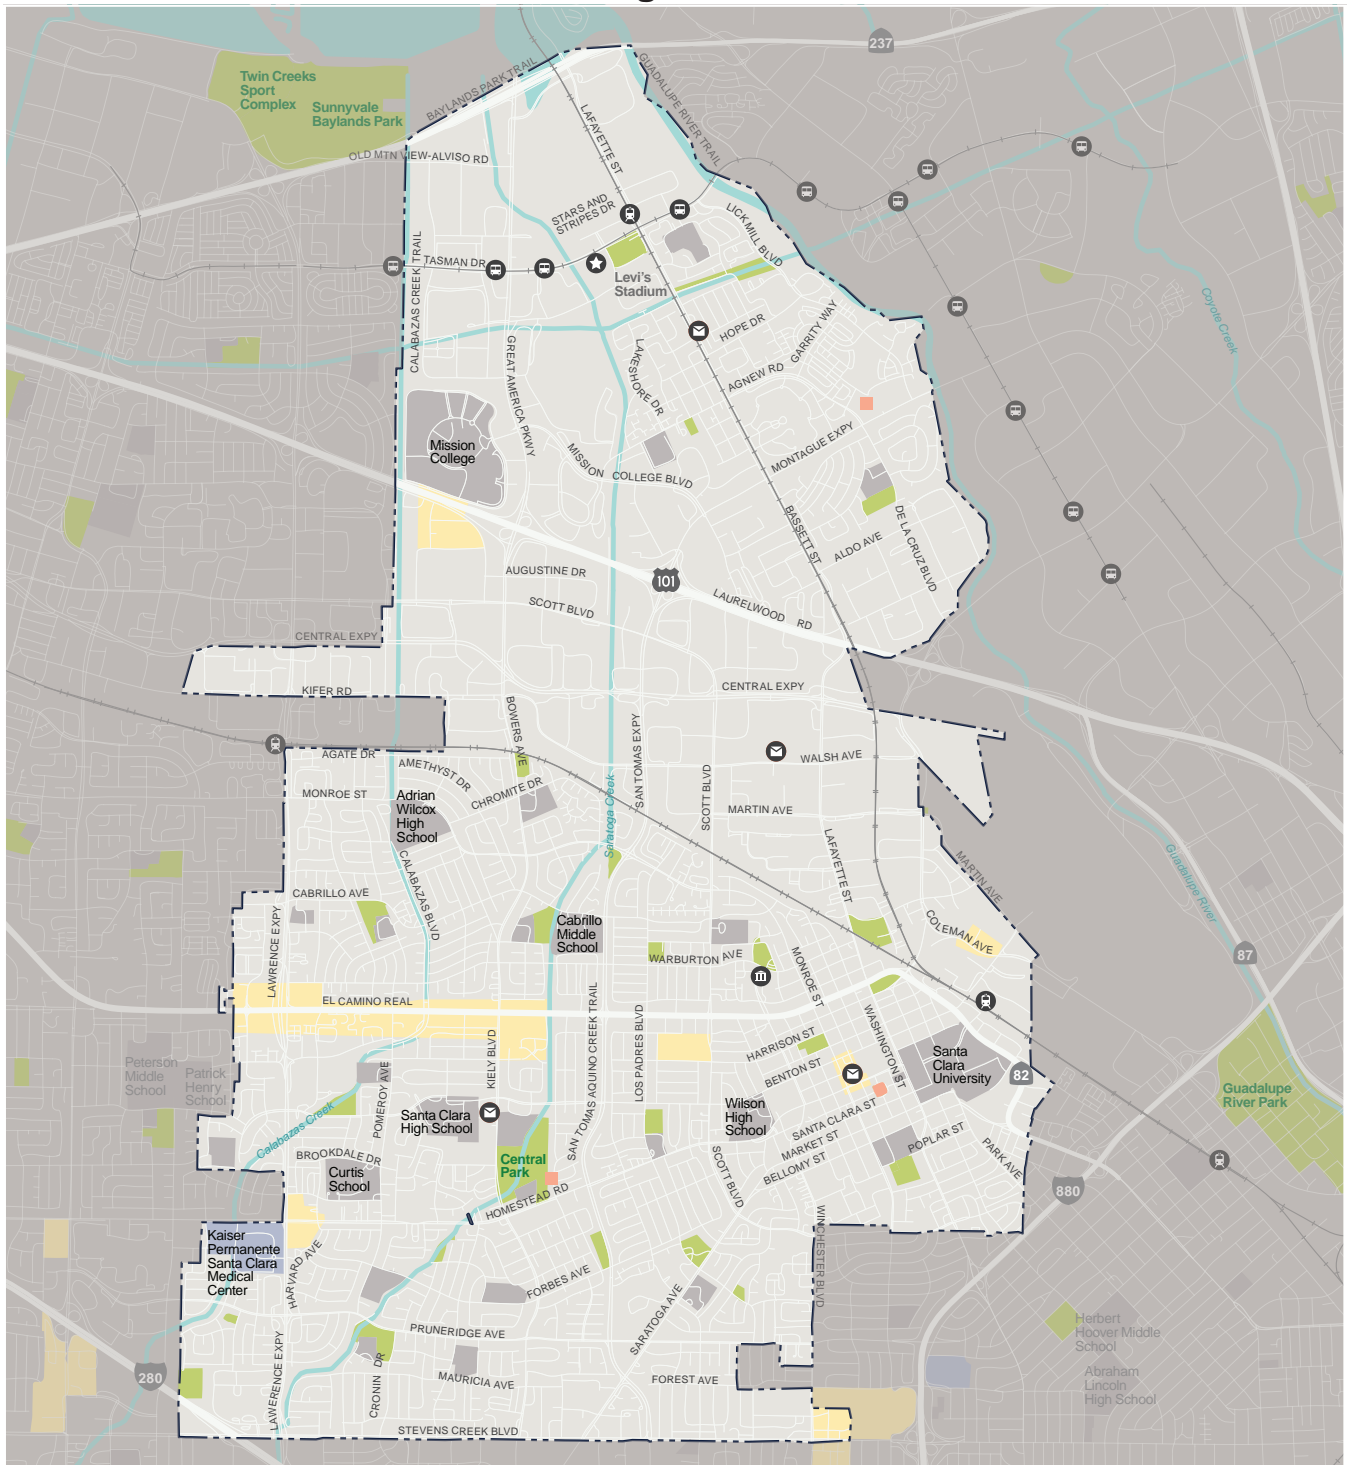 237
Twin Creeks
Sport
Complex
Sunnyvale
Baylands Park
BAYLANDS PARK TRAIL
GUADALUPE RIVER TRAIL
LAFAYETTE ST
OLD MTN VIEW-ALVISO RD
STARS AND
STRIPES DR
LICK MILL BLVD
TASMAN DR
CALABAZAS CREEK TRAIL
Levi's
Stadium
Coyote Creek
HOPE DR
GARRITY WAY
GREAT AMERICA PKWY
LAKESHORE DR
AGNEW RD
Mission
College
MISSION COLLEGE BLVD
MONTAGUE EXPY
BASSETT ST
DE LA CRUZ BLVD
ALDO AVE
AUGUSTINE DR
101
SCOTT BLVD
LAURELWOOD RD
CENTRAL EXPY
KIFER RD
CENTRAL EXPY
BOWERS AVE
SAN TOMAS EXPY
AGATE DR
AMETHYST DR
WALSH AVE
MONROE ST
CHROMITE DR
Adrian
Wilcox
High
School
Saratoga Creek
SCOTT BLVD
MARTIN AVE
LAFAYETTE ST
MARTIN AVE
Guadalupe River
CALABAZAS BLVD
CABRILLO AVE
LAWRENCE EXPY
Cabrillo
Middle
School
COLEMAN AVE
WARBURTON AVE
MONROE ST
87
EL CAMINO REAL
SAN TOMAS AQUINO CREEK TRAIL
LOS PADRES BLVD
WASHINGTON ST
HARRISON ST
KIELY BLVD
Peterson
Middle
School
Patrick
Henry
School
POMEROY AVE
BENTON ST
Santa
Clara
University
82
Guadalupe
River Park
Calabazas Creek
Santa Clara
High School
Wilson
High
School
SANTA CLARA ST
MARKET ST
BELLOMY ST
POPLAR ST
PARK AVE
BROOKDALE DR
Curtis
School
Central
Park
SCOTT BLVD
880
HOMESTEAD RD
WINCHESTER BLVD
Kaiser
Permanente
Santa Clara
Medical
Center
HARVARD AVE
FORBES AVE
SARATOGA AVE
PRUNERIDGE AVE
Herbert
Hoover Middle
School
LAWERENCE EXPY
CRONIN DR
MAURICIA AVE
FOREST AVE
280
Abraham
Lincoln
High School
STEVENS CREEK BLVD